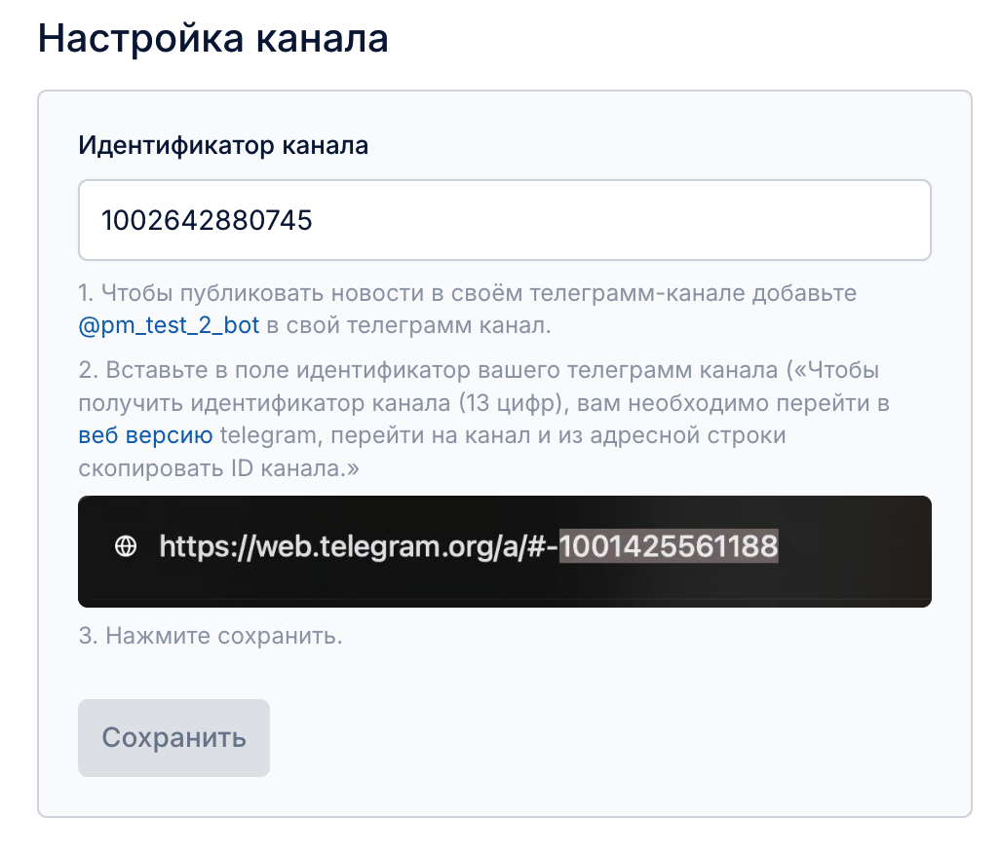 Настройка канала
Идентификатор канала
1002642880745
1. Чтобы публиковать новости в своём телеграмм-канале добавьте
@pm_test_2_bot в свой телеграмм канал.
2. Вставьте в поле идентификатор вашего телеграмм канала («Чтобы
получить идентификатор канала (13 цифр), вам необходимо перейти в
веб версию telegram, перейти на канал и из адресной строки
скопировать ID канала.»
https://web.telegram.org/a/#-1001425561188
3. Нажмите сохранить.
Сохранить